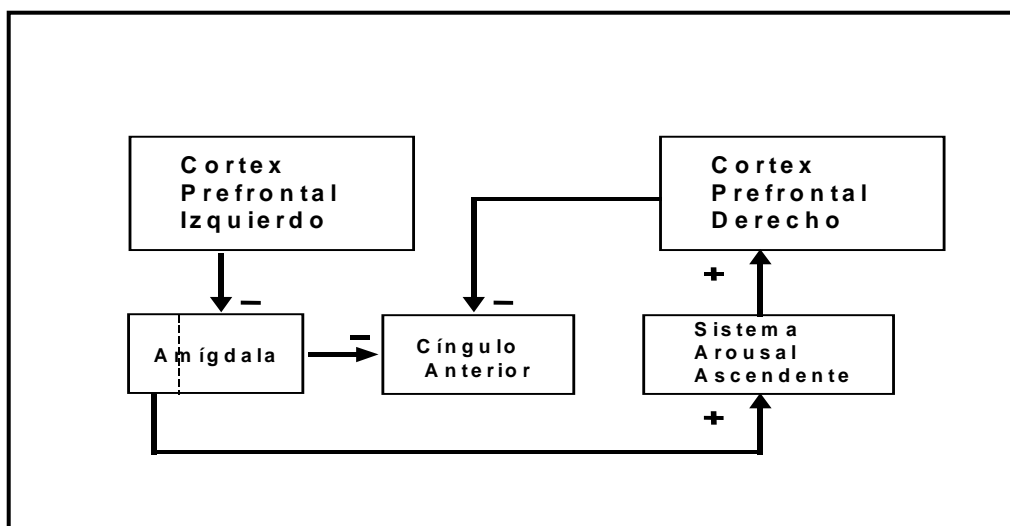 Cortex
Prefrontal
Izquierdo
Cortex
Prefrontal
Derecho
+
–
–
–
Amígdala
Cíngulo
Anterior
Sistema
Arousal
Ascendente
+